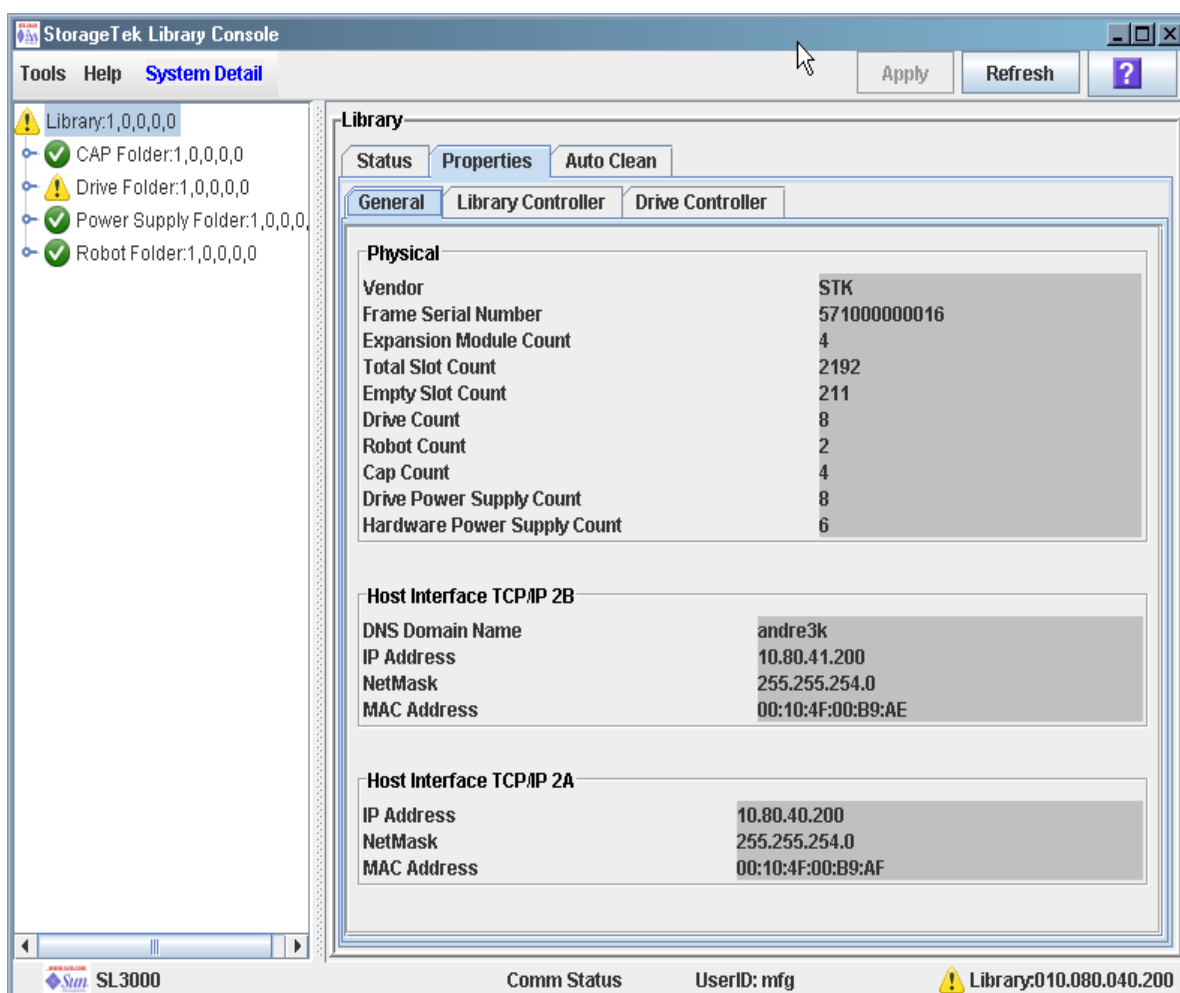 StorageTek Library Console
Tools Help System Detail Apply Refresh ?
Library:1,0,0,0,0
CAP Folder:1,0,0,0,0
Drive Folder:1,0,0,0,0
Power Supply Folder:1,0,0,0,
Robot Folder:1,0,0,0,0
Library
Status Properties Auto Clean
General Library Controller Drive Controller
Physical
Vendor STK
Frame Serial Number 571000000016
Expansion Module Count 4
Total Slot Count 2192
Empty Slot Count 211
Drive Count 8
Robot Count 2
Cap Count 4
Drive Power Supply Count 8
Hardware Power Supply Count 6
Host Interface TCP/IP 2B
DNS Domain Name andre3k
IP Address 10.80.41.200
NetMask 255.255.254.0
MAC Address 00:10:4F:00:B9:AE
Host Interface TCP/IP 2A
IP Address 10.80.40.200
NetMask 255.255.254.0
MAC Address 00:10:4F:00:B9:AF
Sun SL3000 Comm Status UserID: mfg Library:010.080.040.200